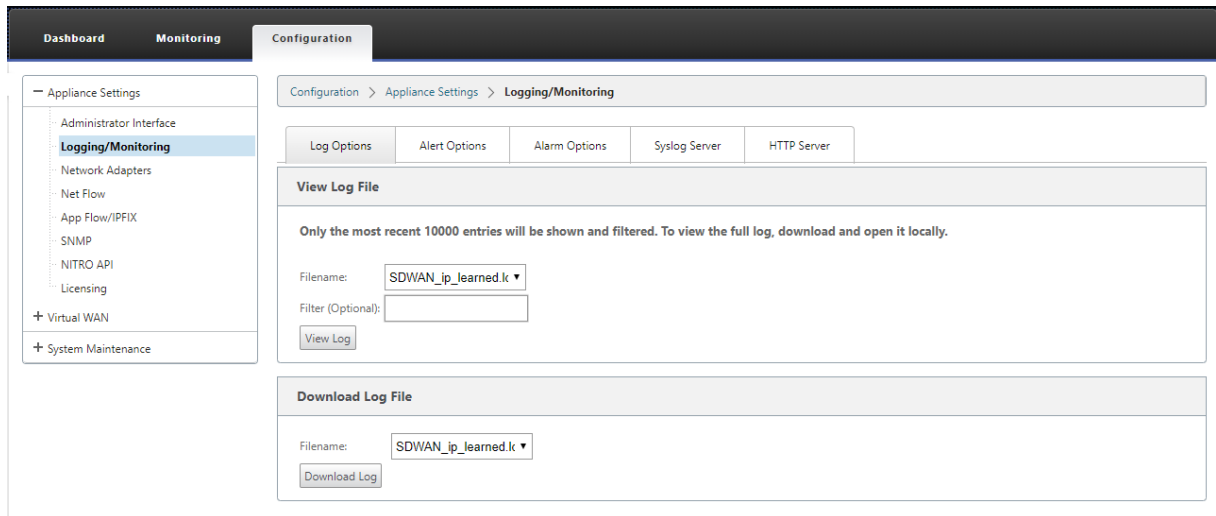 Dashboard Monitoring Configuration
Appliance Settings
Administrator Interface
Logging/Monitoring
Network Adapters
Net Flow
App Flow/IPFIX
SNMP
NITRO API
Licensing
+ Virtual WAN
+ System Maintenance
Configuration > Appliance Settings > Logging/Monitoring
Log Options Alert Options Alarm Options Syslog Server HTTP Server
View Log File
Only the most recent 10000 entries will be shown and filtered. To view the full log, download and open it locally.
Filename: SDWAN_ip_learned.lc
Filter (Optional):
View Log
Download Log File
Filename: SDWAN_ip_learned.lc
Download Log